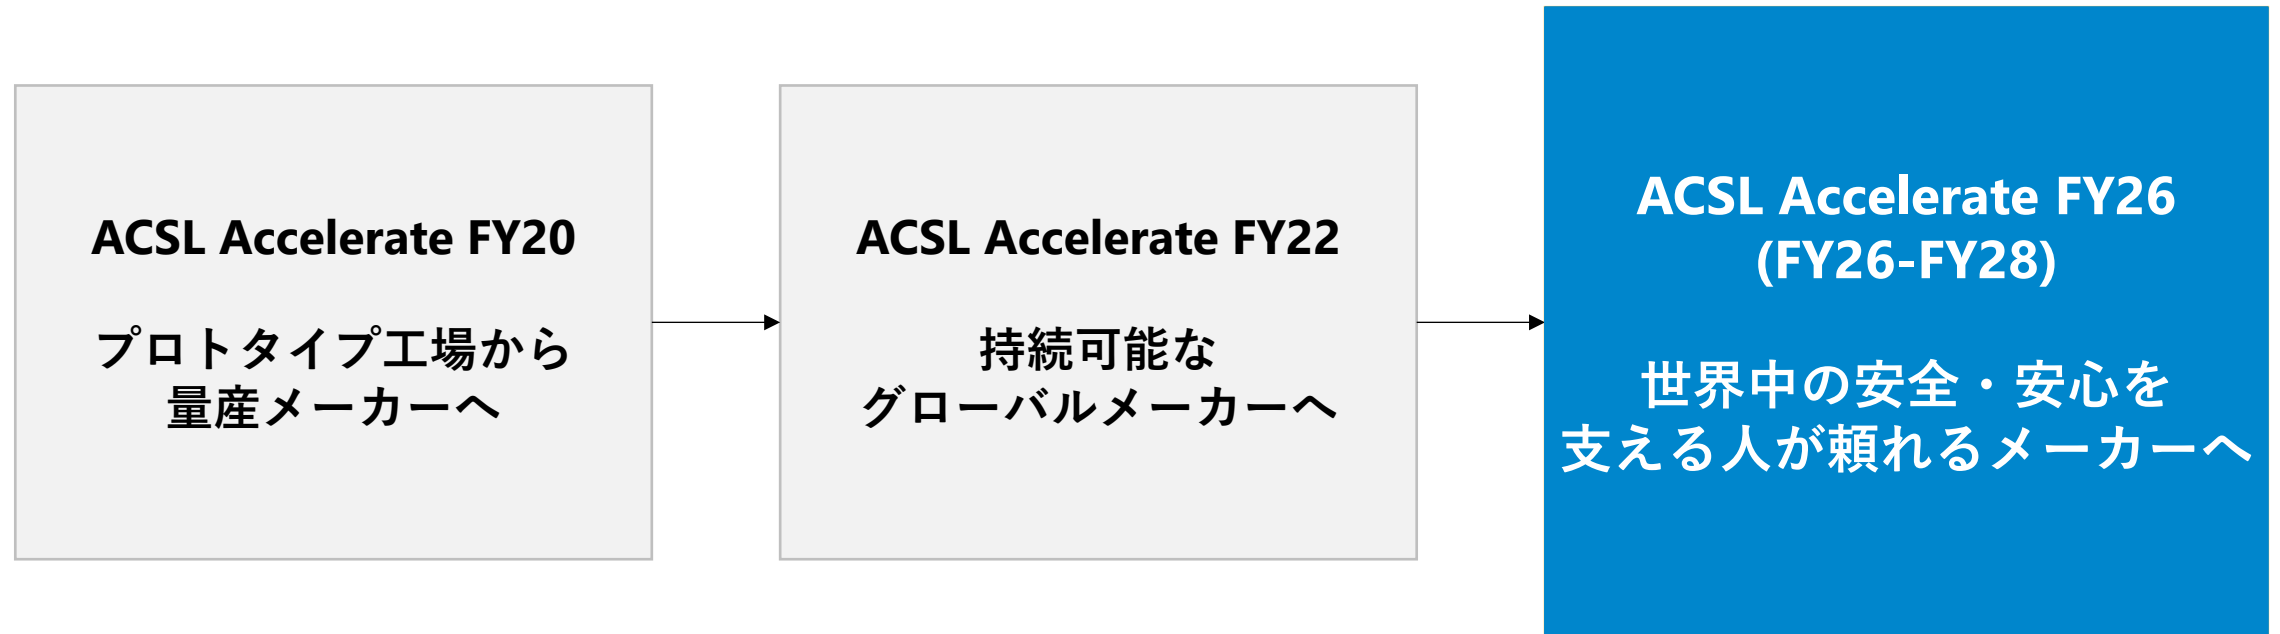 ACSL Accelerate FY20
プロトタイプ工場から
量産メーカーへ
ACSL Accelerate FY22
持続可能な
グローバルメーカーへ
ACSL Accelerate FY26
(FY26-FY28)
世界中の安全・安心を
支える人が頼れるメーカーへ